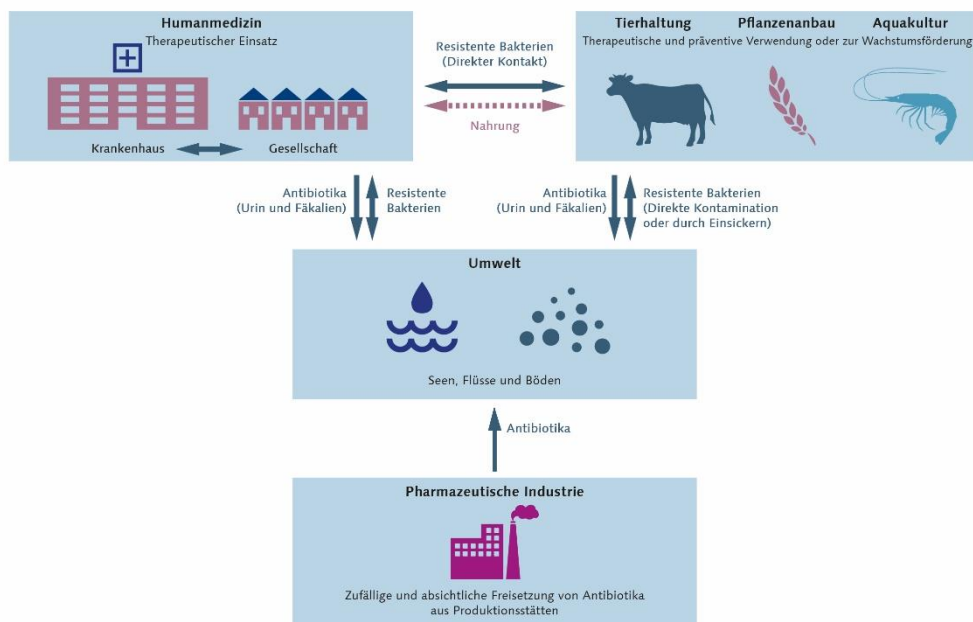 Humanmedizin
Therapeutischer Einsatz
Krankenhaus
Gesellschaft
Resistente Bakterien
(Direkter Kontakt)
Nahrung
Tierhaltung
Pflanzenanbau
Aquakultur
Therapeutische und präventive Verwendung oder zur Wachstumsförderung
Antibiotika
(Urin und Fäkalien)
Resistente
Bakterien
Antibiotika
(Urin und Fäkalien)
Resistente Bakterien
(Direkte Kontamination
oder durch Einsickern)
Umwelt
Seen, Flüsse und Böden
Antibiotika
Pharmazeutische Industrie
Zufällige und absichtliche Freisetzung von Antibiotika
aus Produktionsstätten